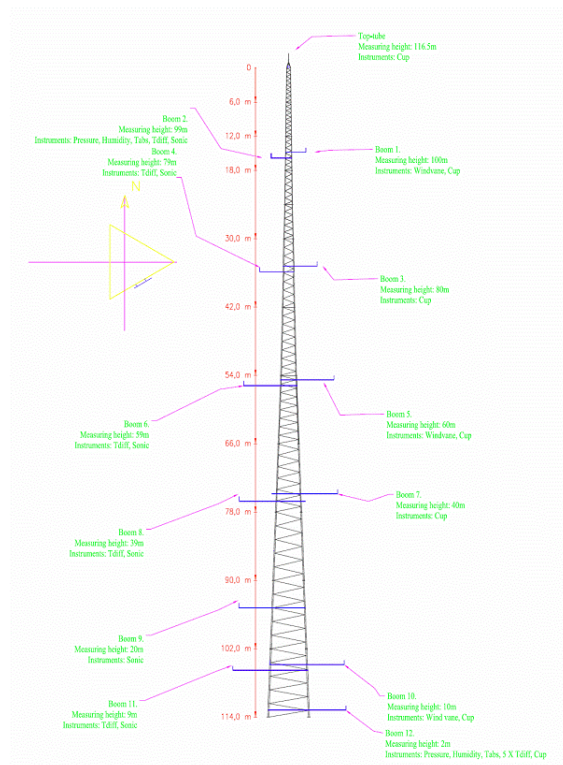 Top-tube
Measuring height: 116.5m
Instruments: Cup
0
6,0 m
12,0 m
18,0 m
30,0 m
42,0 m
54,0 m
66,0 m
78,0 m
90,0 m
102,0 m
114,0 m
Boom 2.
Measuring height: 99m
Instruments: Pressure, Humidity, Tabs, Tdiff, Sonic
Boom 4.
Measuring height: 79m
Instruments: Tdiff, Sonic
N
Boom 1.
Measuring height: 100m
Instruments: Windvane, Cup
Boom 3.
Measuring height: 80m
Instruments: Cup
Boom 6.
Measuring height: 59m
Instruments: Tdiff, Sonic
Boom 5.
Measuring height: 60m
Instruments: Windvane, Cup
Boom 7.
Measuring height: 40m
Instruments: Cup
Boom 8.
Measuring height: 39m
Instruments: Tdiff, Sonic
Boom 9.
Measuring height: 20m
Instruments: Sonic
Boom 11.
Measuring height: 9m
Instruments: Tdiff, Sonic
Boom 10.
Measuring height: 10m
Instruments: Wind vane, Cup
Boom 12.
Measuring height: 2m
Instruments: Pressure, Humidity, Tabs, 5 X Tdiff, Cup